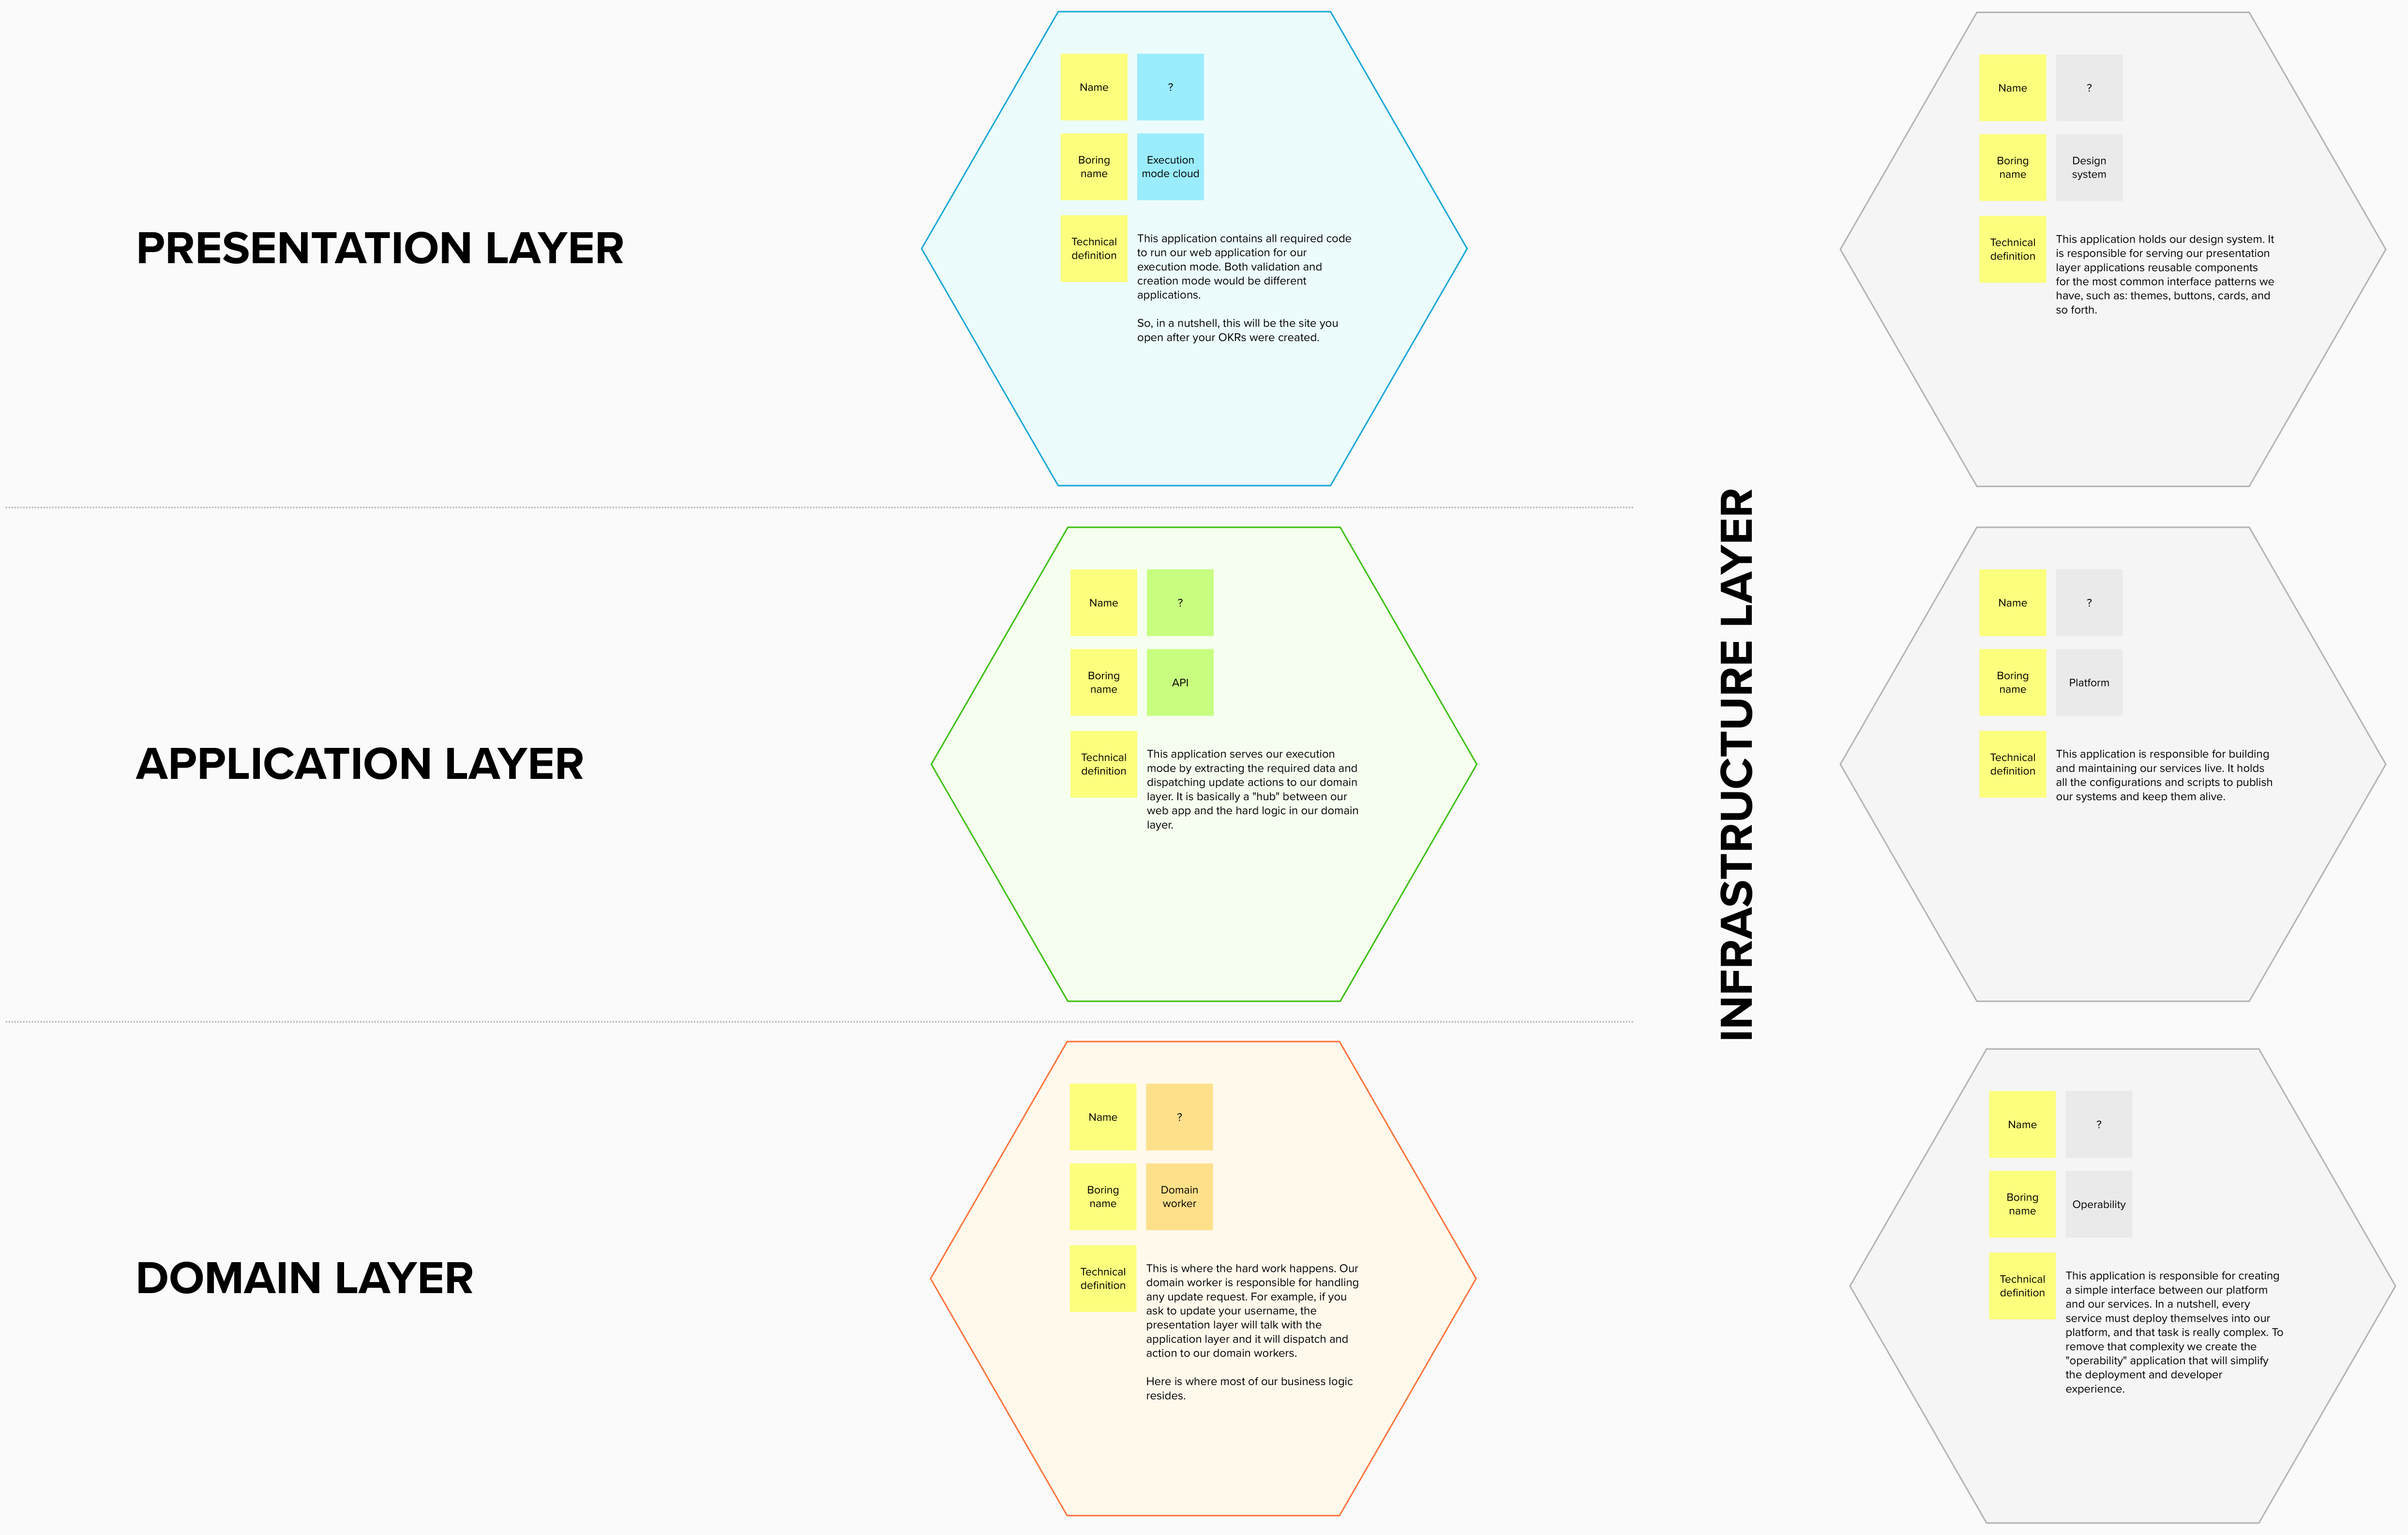 PRESENTATION LAYER
Name
?
Boring
name
Execution
mode cloud
Technical
definition
This application contains all required code
to run our web application for our
execution mode. Both validation and
creation mode would be different
applications.
So, in a nutshell, this will be the site you
open after your OKRs were created.
APPLICATION LAYER
Name
?
Boring
name
API
Technical
definition
This application serves our execution
mode by extracting the required data and
dispatching update actions to our domain
layer. It is basically a "hub" between our
web app and the hard logic in our domain
layer.
DOMAIN LAYER
Name
?
Boring
name
Domain
worker
Technical
definition
This is where the hard work happens. Our
domain worker is responsible for handling
any update request. For example, if you
ask to update your username, the
presentation layer will talk with the
application layer and it will dispatch and
action to our domain workers.
Here is where most of our business logic
resides.
INFRASTRUCTURE LAYER
Name
?
Boring
name
Design
system
Technical
definition
This application holds our design system. It
is responsible for serving our presentation
layer applications reusable components
for the most common interface patterns we
have, such as: themes, buttons, cards, and
so forth.
Name
?
Boring
name
Platform
Technical
definition
This application is responsible for building
and maintaining our services live. It holds
all the configurations and scripts to publish
our systems and keep them alive.
Name
?
Boring
name
Operability
Technical
definition
This application is responsible for creating
a simple interface between our platform
and our services. In a nutshell, every
service must deploy themselves into our
platform, and that task is really complex. To
remove that complexity we create the
"operability" application that will simplify
the deployment and developer
experience.